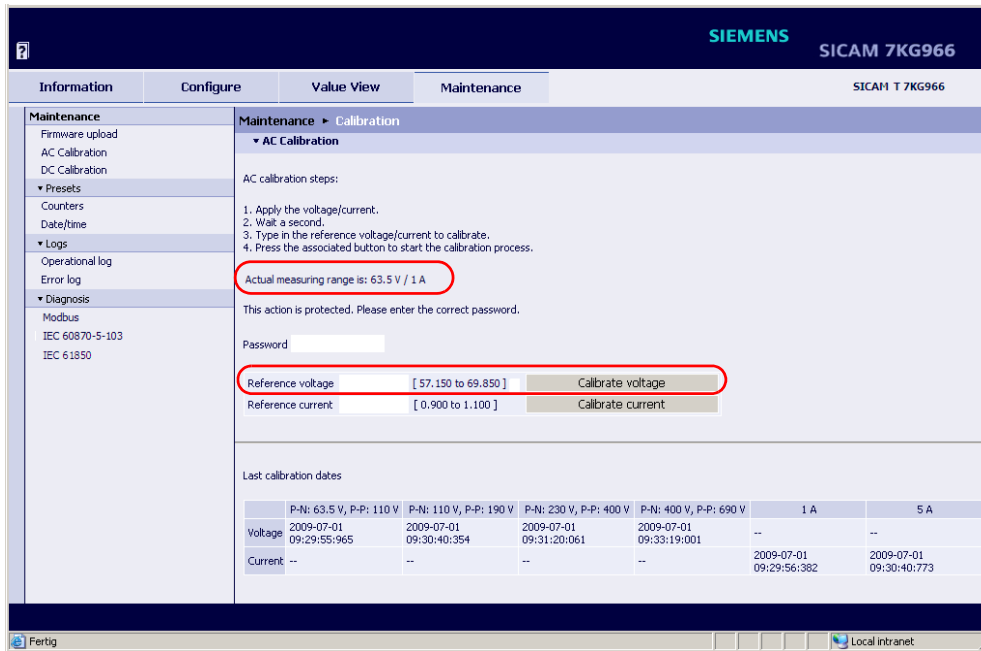 SIEMENS
SICAM 7KG966
?
Information Configure Value View Maintenance SICAM T 7KG966
Maintenance
Firmware upload
AC Calibration
DC Calibration
▾ Presets
Counters
Date/time
▾ Logs
Operational log
Error log
▾ Diagnosis
Modbus
IEC 60870-5-103
IEC 61850
Maintenance ► Calibration
▾ AC Calibration
AC calibration steps:
1. Apply the voltage/current.
2. Wait a second.
3. Type in the reference voltage/current to calibrate.
4. Press the associated button to start the calibration process.
Actual measuring range is: 63.5 V / 1 A
This action is protected. Please enter the correct password.
Password
Reference voltage [ 57.150 to 69.850 ] Calibrate voltage
Reference current [ 0.900 to 1.100 ] Calibrate current
Last calibration dates
P-N: 63.5 V, P-P: 110 V P-N: 110 V, P-P: 190 V P-N: 230 V, P-P: 400 V P-N: 400 V, P-P: 690 V 1 A 5 A
Voltage 2009-07-01 09:29:55:965 2009-07-01 09:30:40:354 2009-07-01 09:31:20:061 2009-07-01 09:33:19:001 -- --
Current -- -- -- -- 2009-07-01 09:29:56:382 2009-07-01 09:30:40:773
Fertig Local intranet